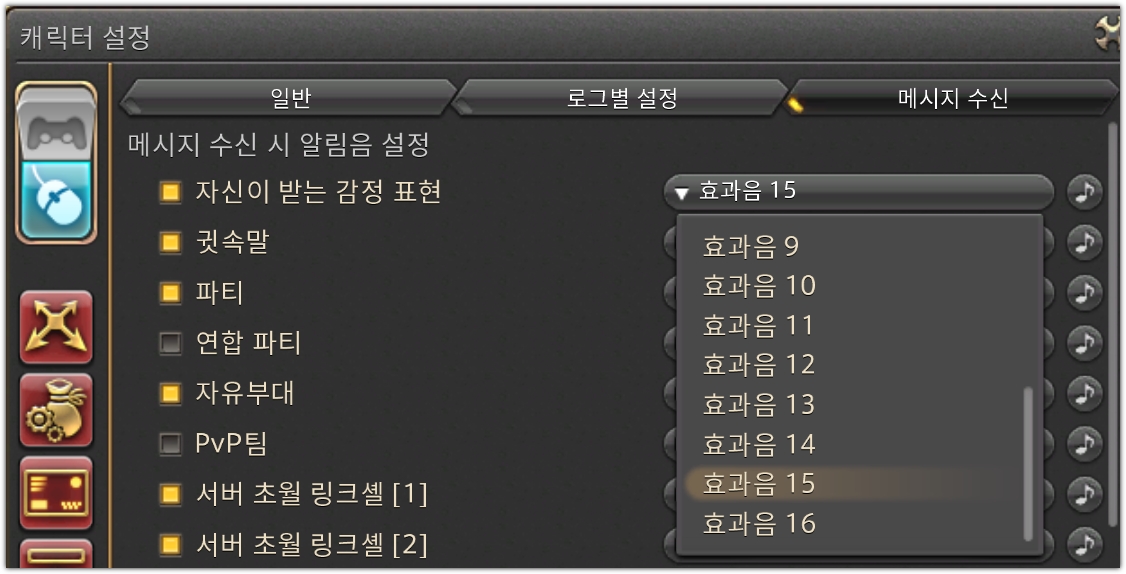 캐릭터 설정
일반 로그별 설정 메시지 수신
메시지 수신 시 알림음 설정
자신이 받는 감정 표현 효과음 15
귓속말
파티
연합 파티
자유부대
PvP팀
서버 초월 링크셸 [1]
서버 초월 링크셸 [2]
효과음 9
효과음 10
효과음 11
효과음 12
효과음 13
효과음 14
효과음 15
효과음 16